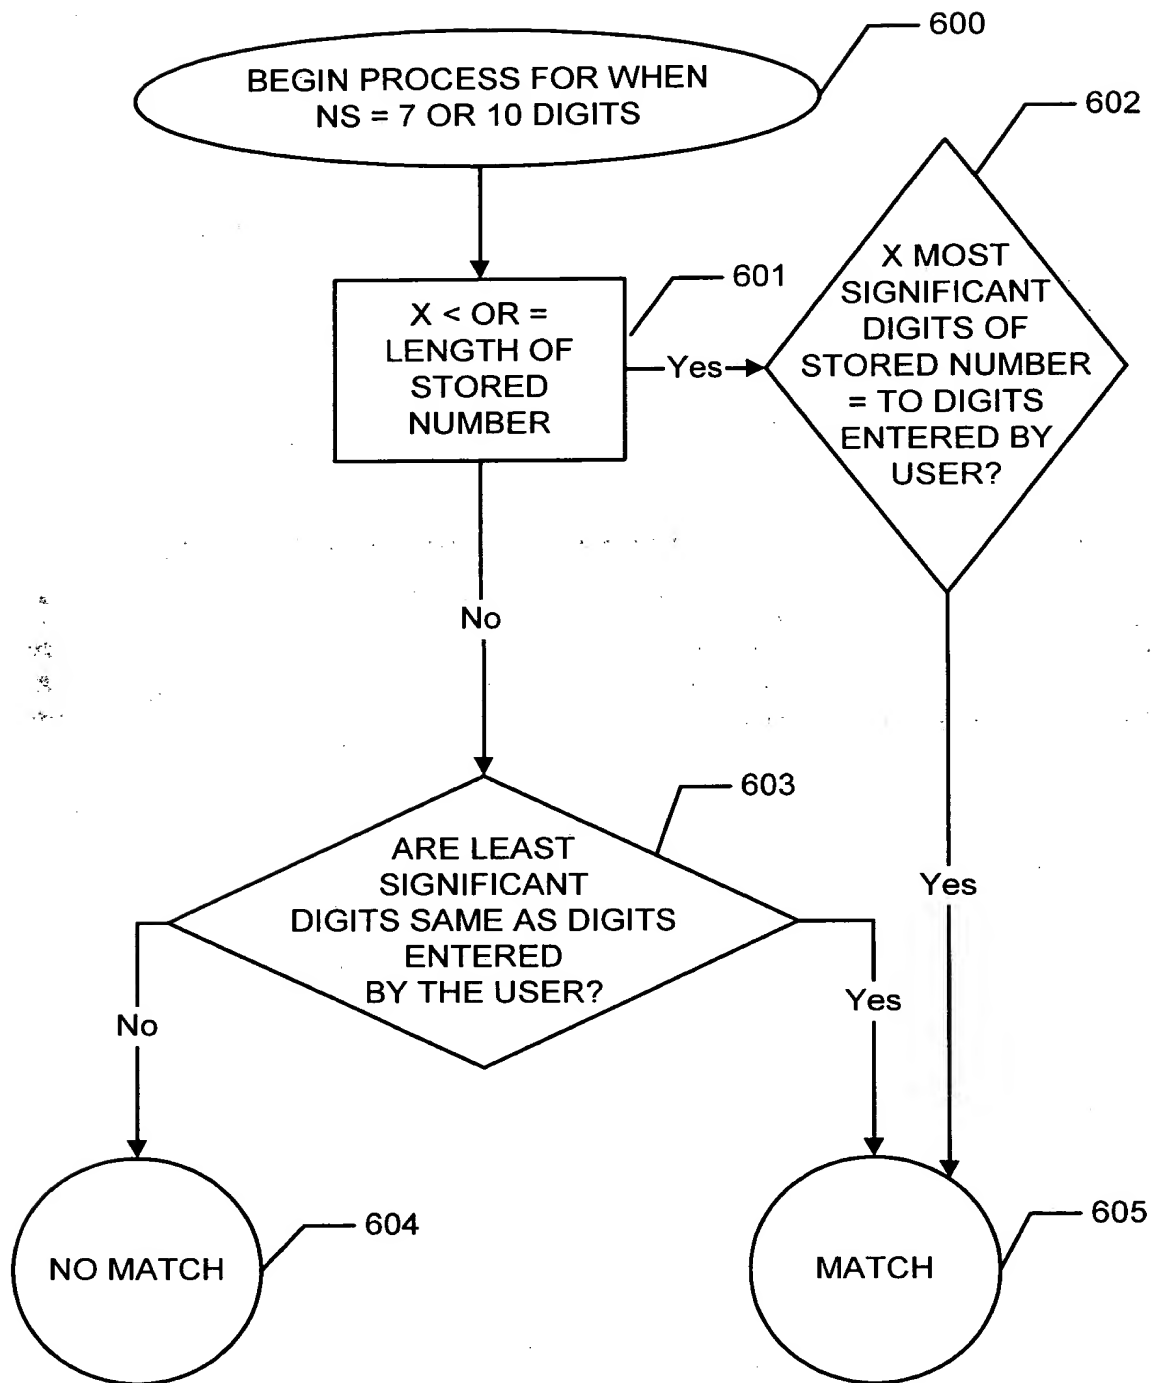 600
BEGIN PROCESS FOR WHEN
NS = 7 OR 10 DIGITS
602
601
X < OR =
LENGTH OF
STORED
NUMBER
Yes
X MOST
SIGNIFICANT
DIGITS OF
STORED NUMBER
= TO DIGITS
ENTERED BY
USER?
No
603
ARE LEAST
SIGNIFICANT
DIGITS SAME AS DIGITS
ENTERED
BY THE USER?
Yes
No
Yes
604
NO MATCH
605
MATCH